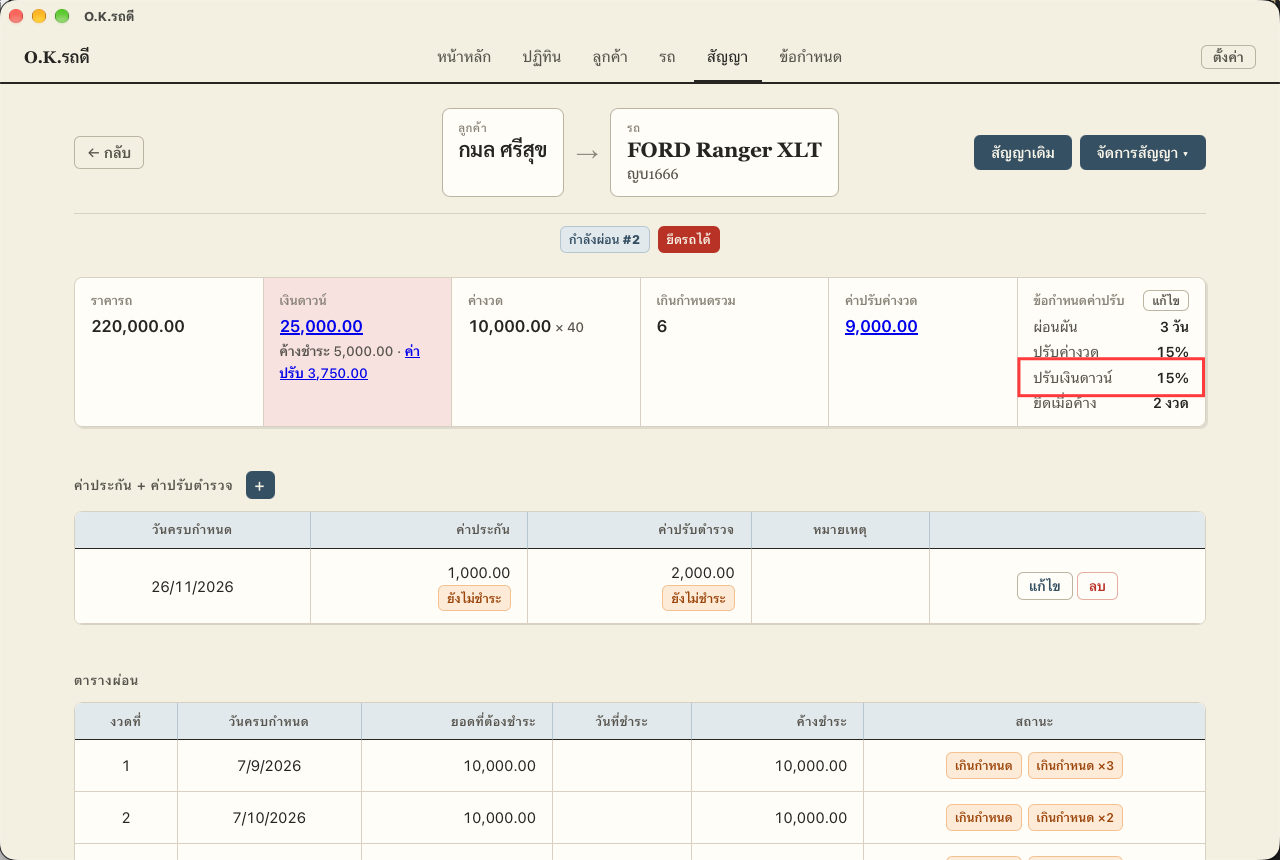 O.K.รถดี
O.K.รถดี
หน้าหลัก ปฏิทิน ลูกค้า รถ สัญญา ข้อกำหนด
ตั้งค่า
← กลับ
ลูกค้า
กมล ศรีสุข
→
รถ
FORD Ranger XLT
ญบ1666
สัญญาเดิม
จัดการสัญญา ▾
กำลังผ่อน #2 ยึดรถได้
ราคารถ
220,000.00
เงินดาวน์
25,000.00
ค้างชำระ 5,000.00 · ค่า
ปรับ 3,750.00
ค่างวด
10,000.00 × 40
เกินกำหนดรวม
6
ค่าปรับค่างวด
9,000.00
ข้อกำหนดค่าปรับ แก้ไข
ผ่อนผัน 3 วัน
ปรับค่างวด 15%
ปรับเงินดาวน์ 15%
ยึดเมื่อค้าง 2 งวด
ค่าประกัน + ค่าปรับตำรวจ +
วันครบกำหนด ค่าประกัน ค่าปรับตำรวจ หมายเหตุ
26/11/2026 1,000.00 2,000.00 แก้ไข ลบ
ยังไม่ชำระ ยังไม่ชำระ
ตารางผ่อน
งวดที่ วันครบกำหนด ยอดที่ต้องชำระ วันที่ชำระ ค้างชำระ สถานะ
1 7/9/2026 10,000.00 10,000.00 เกินกำหนด เกินกำหนด ×3
2 7/10/2026 10,000.00 10,000.00 เกินกำหนด เกินกำหนด ×2